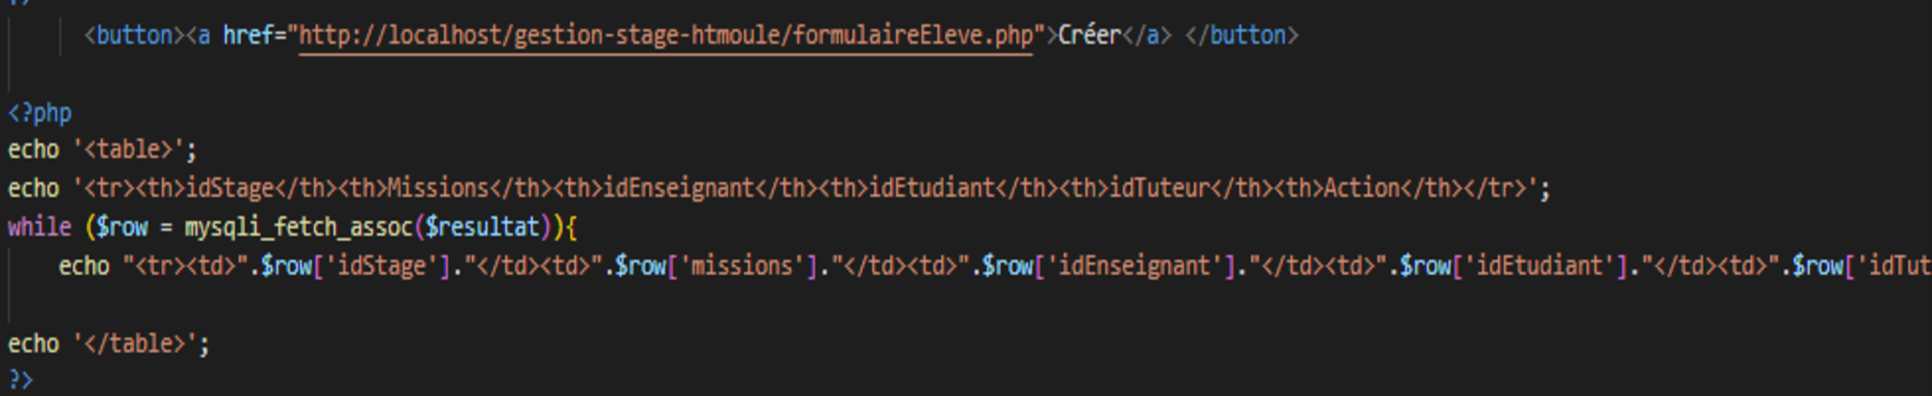 <button><a href="http://localhost/gestion-stage-htmoule/formulaireEleve.php">Créer</a> </button>
<?php
echo '<table>';
echo '<tr><th>idStage</th><th>Missions</th><th>idEnseignant</th><th>idEtudiant</th><th>idTuteur</th><th>Action</th></tr>';
while ($row = mysqli_fetch_assoc($resultat)){
echo "<tr><td>".$row['idStage']."</td><td>".$row['missions']."</td><td>".$row['idEnseignant']."</td><td>".$row['idEtudiant']."</td><td>".$row['idTut
echo '</table>';
?>